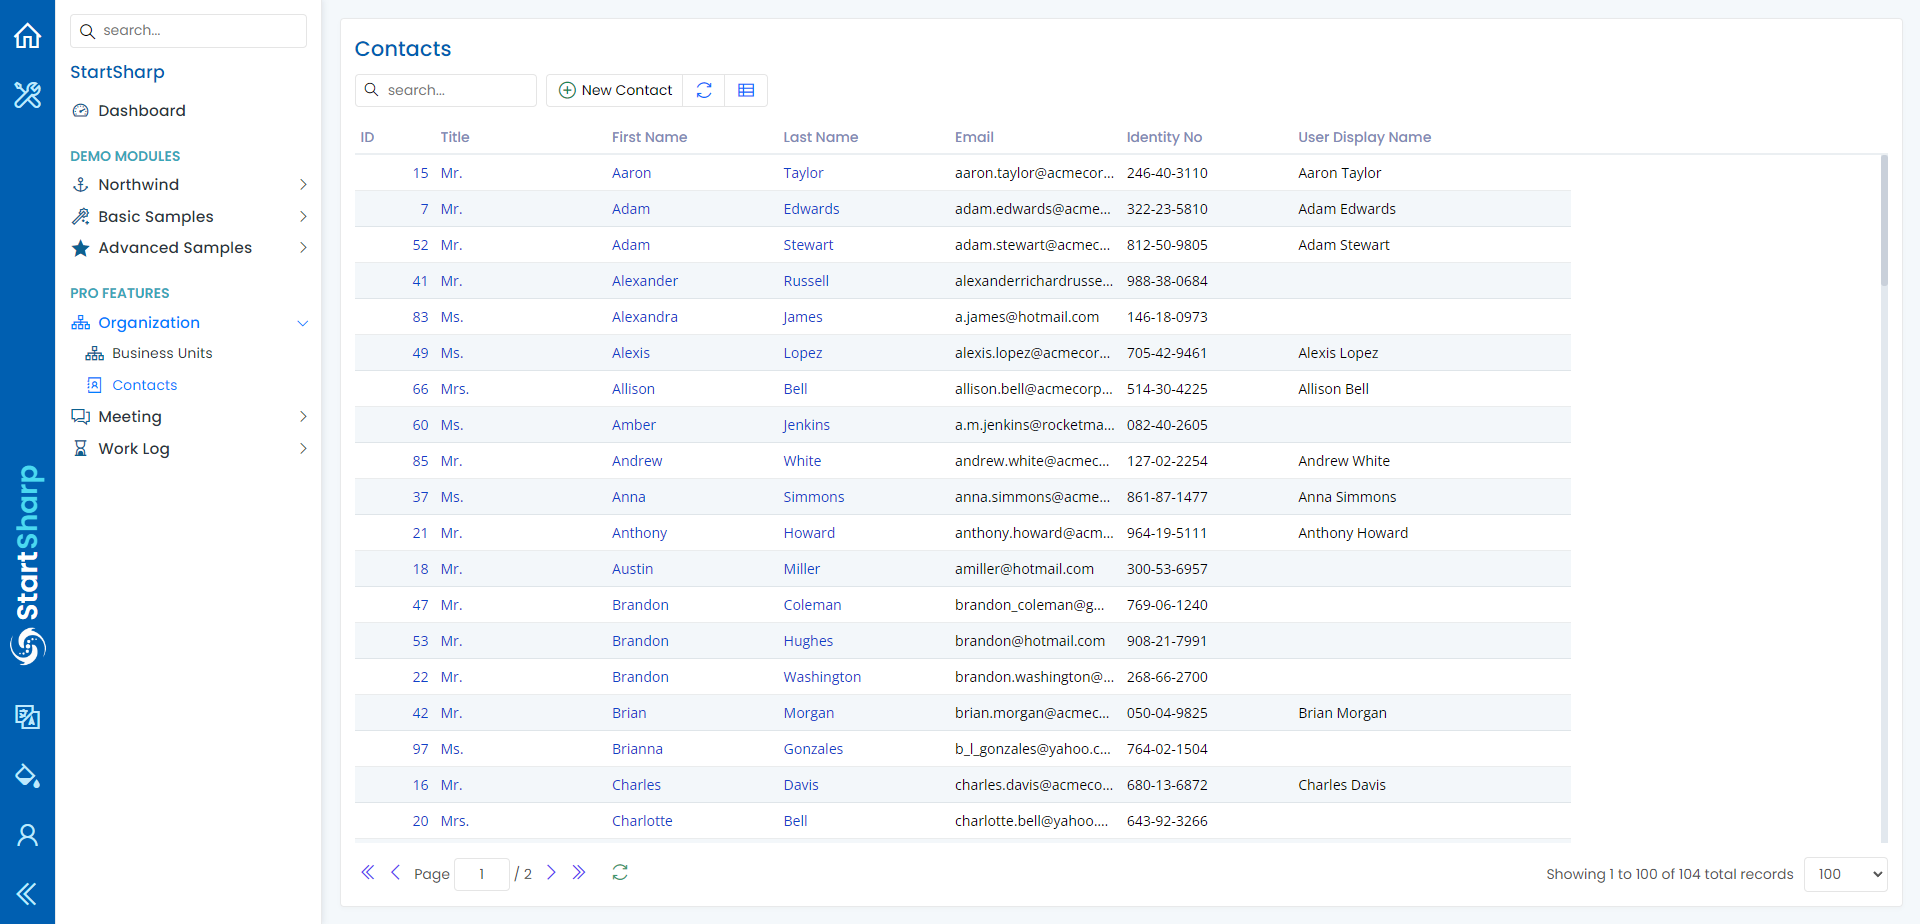 search...
StartSharp
Dashboard
DEMO MODULES
Northwind
Basic Samples
Advanced Samples
PRO FEATURES
Organization
Business Units
Contacts
Meeting
Work Log
StartSharp
Contacts
search...
New Contact
ID Title First Name Last Name Email Identity No User Display Name
15 Mr. Aaron Taylor aaron.taylor@acmecor... 246-40-3110 Aaron Taylor
7 Mr. Adam Edwards adam.edwards@acme... 322-23-5810 Adam Edwards
52 Mr. Adam Stewart adam.stewart@acmec... 812-50-9805 Adam Stewart
41 Mr. Alexander Russell alexanderrichardrusse... 988-38-0684
83 Ms. Alexandra James a.james@hotmail.com 146-18-0973
49 Ms. Alexis Lopez alexis.lopez@acmecor... 705-42-9461 Alexis Lopez
66 Mrs. Allison Bell allison.bell@acmecorp... 514-30-4225 Allison Bell
60 Ms. Amber Jenkins a.m.jenkins@rocketma... 082-40-2605
85 Mr. Andrew White andrew.white@acmec... 127-02-2254 Andrew White
37 Ms. Anna Simmons anna.simmons@acme... 861-87-1477 Anna Simmons
21 Mr. Anthony Howard anthony.howard@acm... 964-19-5111 Anthony Howard
18 Mr. Austin Miller amiller@hotmail.com 300-53-6957
47 Mr. Brandon Coleman brandon_coleman@g... 769-06-1240
53 Mr. Brandon Hughes brandon@hotmail.com 908-21-7991
22 Mr. Brandon Washington brandon.washington@... 268-66-2700
42 Mr. Brian Morgan brian.morgan@acmec... 050-04-9825 Brian Morgan
97 Ms. Brianna Gonzales b_l_gonzales@yahoo.c... 764-02-1504
16 Mr. Charles Davis charles.davis@acmeco... 680-13-6872 Charles Davis
20 Mrs. Charlotte Bell charlotte.bell@yahoo.... 643-92-3266
Page 1 / 2
Showing 1 to 100 of 104 total records 100